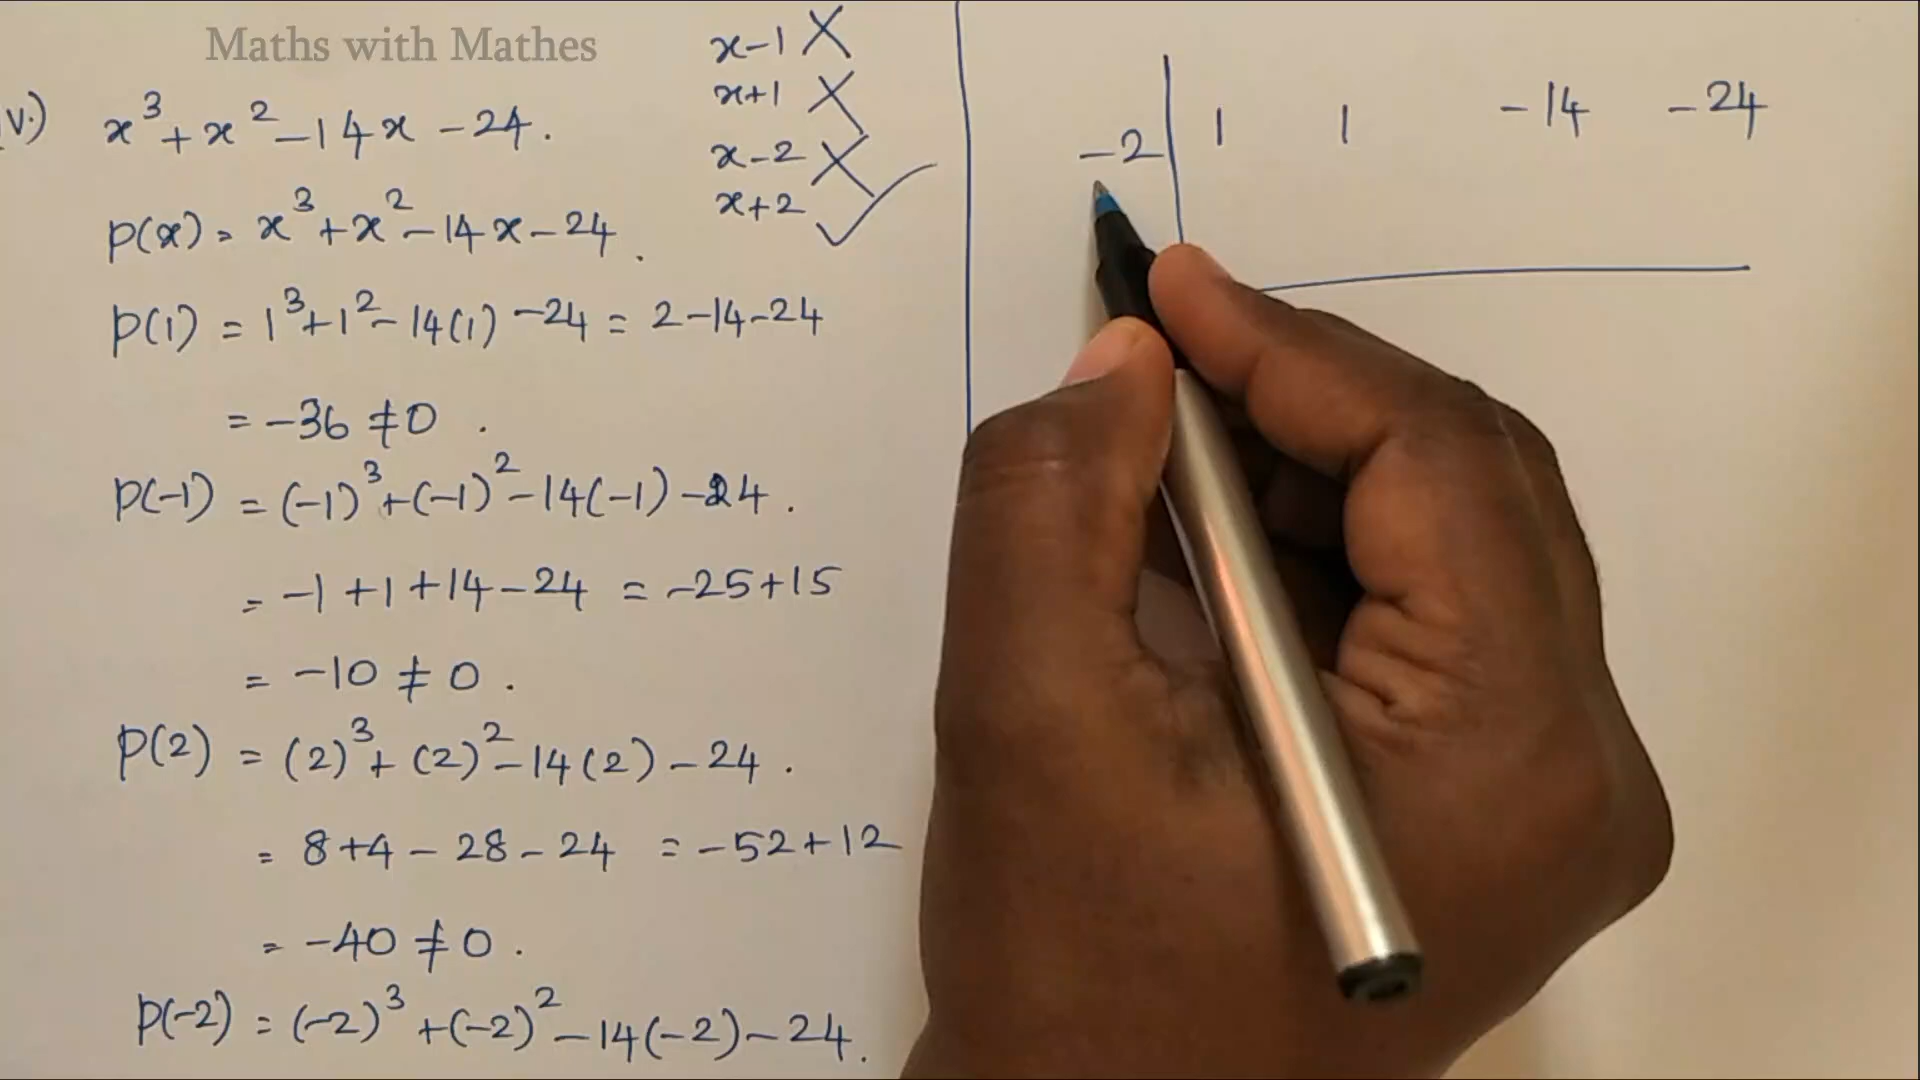 Maths with Mathes
v.) x³ + x² - 14x - 24.
p(x) = x³ + x² - 14x - 24.
p(1) = 1³ + 1² - 14(1) - 24 = 2 - 14 - 24
= -36 ≠ 0.
p(-1) = (-1)³ + (-1)² - 14(-1) - 24.
= -1 + 1 + 14 - 24 = -25 + 15
= -10 ≠ 0.
p(2) = (2)³ + (2)² - 14(2) - 24.
= 8 + 4 - 28 - 24 = -52 + 12
= -40 ≠ 0.
p(-2) = (-2)³ + (-2)² - 14(-2) - 24.
x-1 ✗
x+1 ✗
x-2 ✗
x+2 ✓
1 1 -14 -24
-2